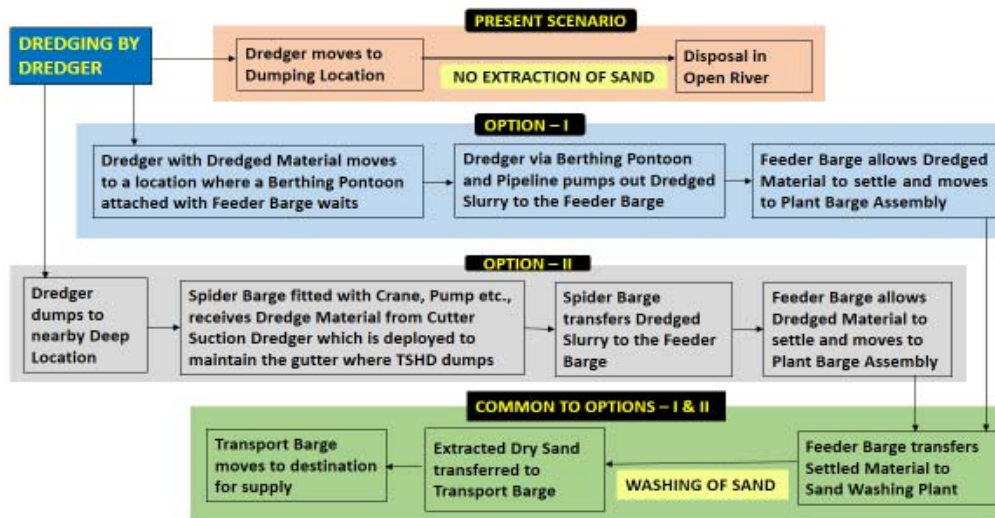 PRESENT SCENARIO
DREDGING BY
DREDGER
Dredger moves to
Dumping Location
NO EXTRACTION OF SAND
Disposal in
Open River
OPTION – I
Dredger with Dredged Material moves
to a location where a Berthing Pontoon
attached with Feeder Barge waits
Dredger via Berthing Pontoon
and Pipeline pumps out Dredged
Slurry to the Feeder Barge
Feeder Barge allows Dredged
Material to settle and moves
to Plant Barge Assembly
OPTION – II
Dredger
dumps to
nearby Deep
Location
Spider Barge fitted with Crane, Pump etc.,
receives Dredge Material from Cutter
Suction Dredger which is deployed to
maintain the gutter where TSHD dumps
Spider Barge
transfers Dredged
Slurry to the Feeder
Barge
Feeder Barge allows
Dredged Material to
settle and moves to
Plant Barge Assembly
COMMON TO OPTIONS – I & II
Transport Barge
moves to destination
for supply
Extracted Dry Sand
transferred to
Transport Barge
WASHING OF SAND
Feeder Barge transfers
Settled Material to
Sand Washing Plant